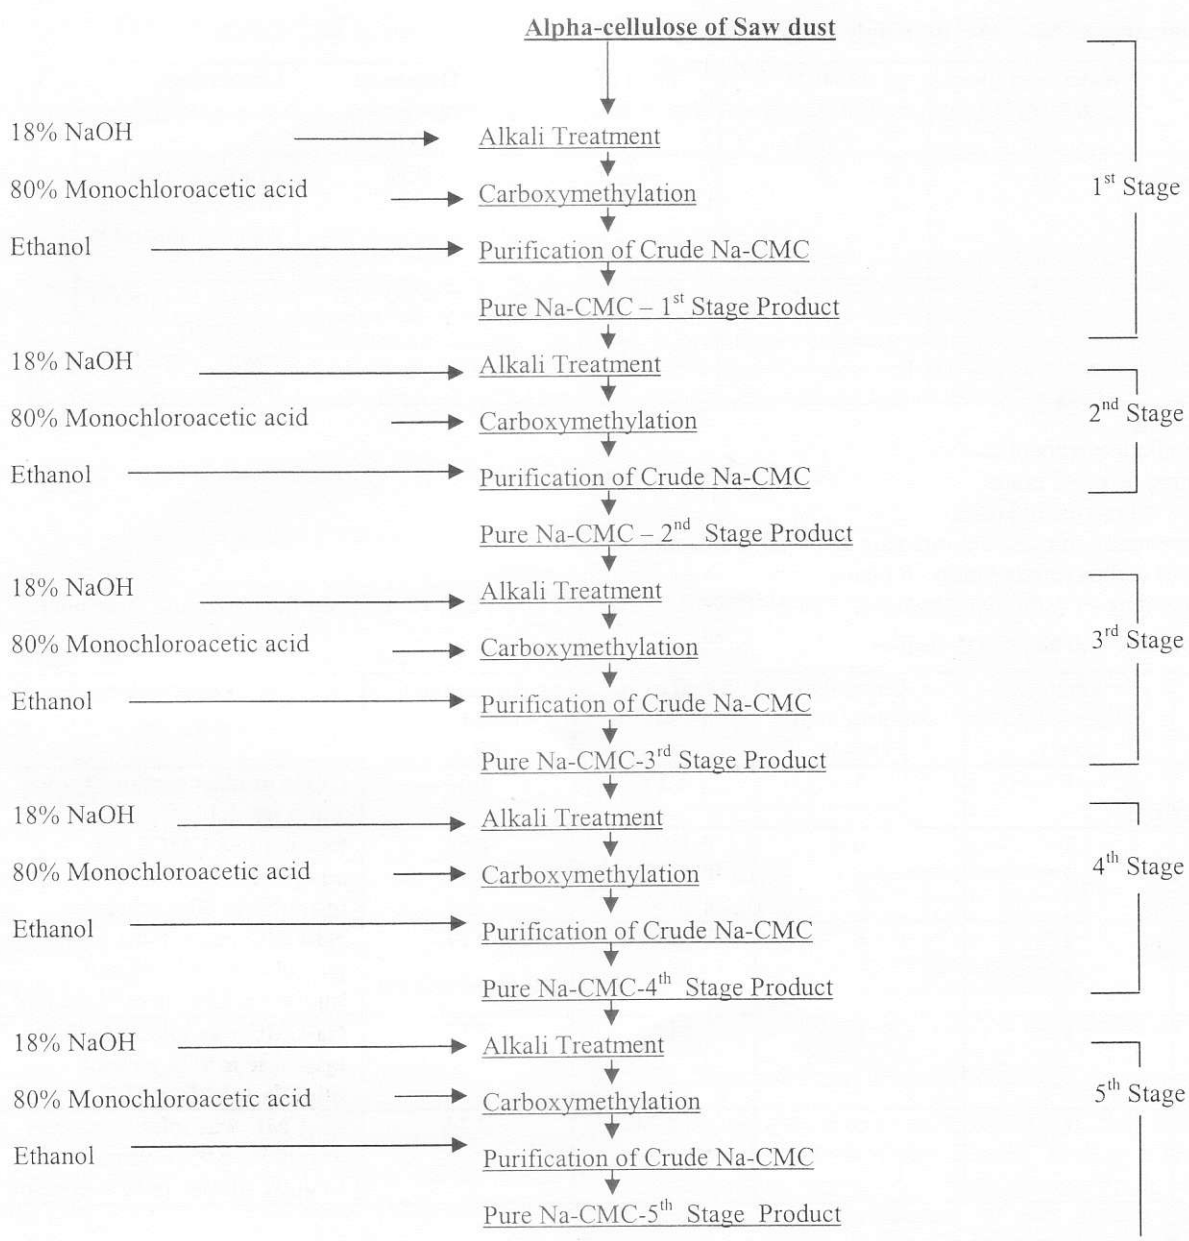 Alpha-cellulose of Saw dust
18% NaOH
Alkali Treatment
80% Monochloroacetic acid
Carboxymethylation
1st Stage
Ethanol
Purification of Crude Na-CMC
Pure Na-CMC – 1st Stage Product
18% NaOH
Alkali Treatment
80% Monochloroacetic acid
Carboxymethylation
2nd Stage
Ethanol
Purification of Crude Na-CMC
Pure Na-CMC – 2nd Stage Product
18% NaOH
Alkali Treatment
80% Monochloroacetic acid
Carboxymethylation
3rd Stage
Ethanol
Purification of Crude Na-CMC
Pure Na-CMC-3rd Stage Product
18% NaOH
Alkali Treatment
80% Monochloroacetic acid
Carboxymethylation
4th Stage
Ethanol
Purification of Crude Na-CMC
Pure Na-CMC-4th Stage Product
18% NaOH
Alkali Treatment
80% Monochloroacetic acid
Carboxymethylation
5th Stage
Ethanol
Purification of Crude Na-CMC
Pure Na-CMC-5th Stage Product